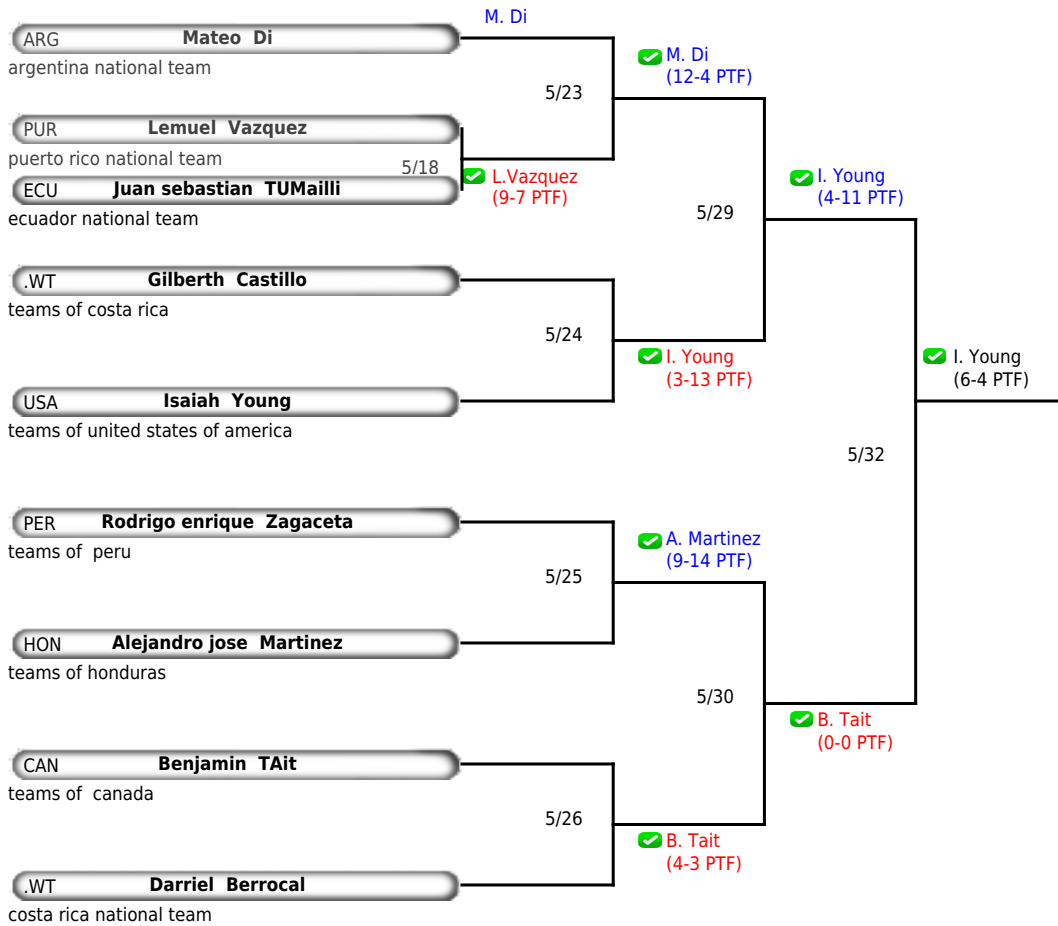 M. Di
ARG Mateo Di
argentina national team
M. Di
(12-4 PTF)
5/23
PUR Lemuel Vazquez
puerto rico national team
5/18
L.Vazquez
(9-7 PTF)
ECU Juan sebastian TUMailli
ecuador national team
I. Young
(4-11 PTF)
5/29
.WT Gilberth Castillo
teams of costa rica
5/24
I. Young
(3-13 PTF)
I. Young
(6-4 PTF)
USA Isaiah Young
teams of united states of america
5/32
PER Rodrigo enrique Zagaceta
teams of  peru
A. Martinez
(9-14 PTF)
5/25
HON Alejandro jose Martinez
teams of honduras
5/30
B. Tait
(0-0 PTF)
CAN Benjamin TAit
teams of  canada
5/26
B. Tait
(4-3 PTF)
.WT Darriel Berrocal
costa rica national team